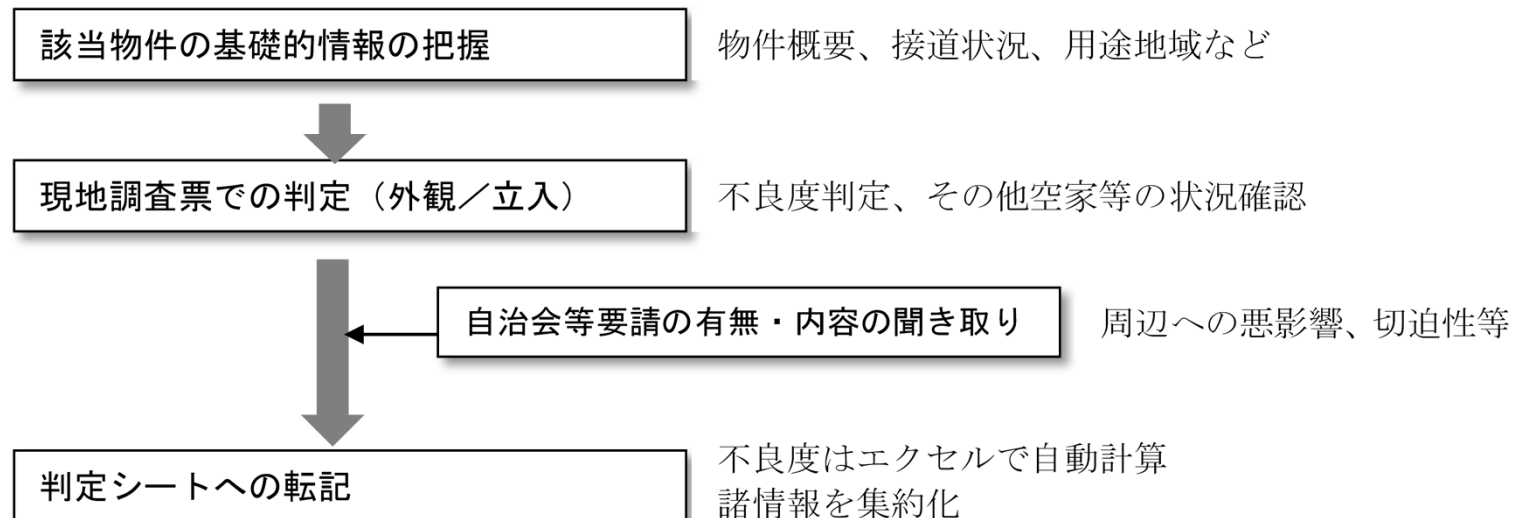 該当物件の基礎的情報の把握
物件概要、接道状況、用途地域など
現地調査票での判定（外観／立入）
不良度判定、その他空家等の状況確認
自治会等要請の有無・内容の聞き取り
周辺への悪影響、切迫性等
判定シートへの転記
不良度はエクセルで自動計算
諸情報を集約化